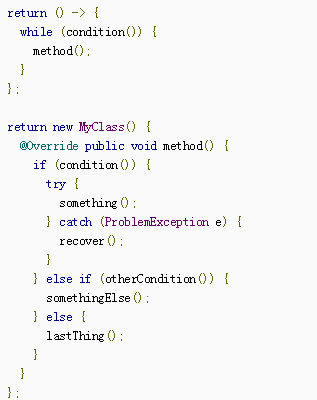 return () -> {
  while (condition()) {
    method();
  }
};

return new MyClass() {
  @Override public void method() {
    if (condition()) {
      try {
        something();
      } catch (ProblemException e) {
        recover();
      }
    } else if (otherCondition()) {
      somethingElse();
    } else {
      lastThing();
    }
  }
};